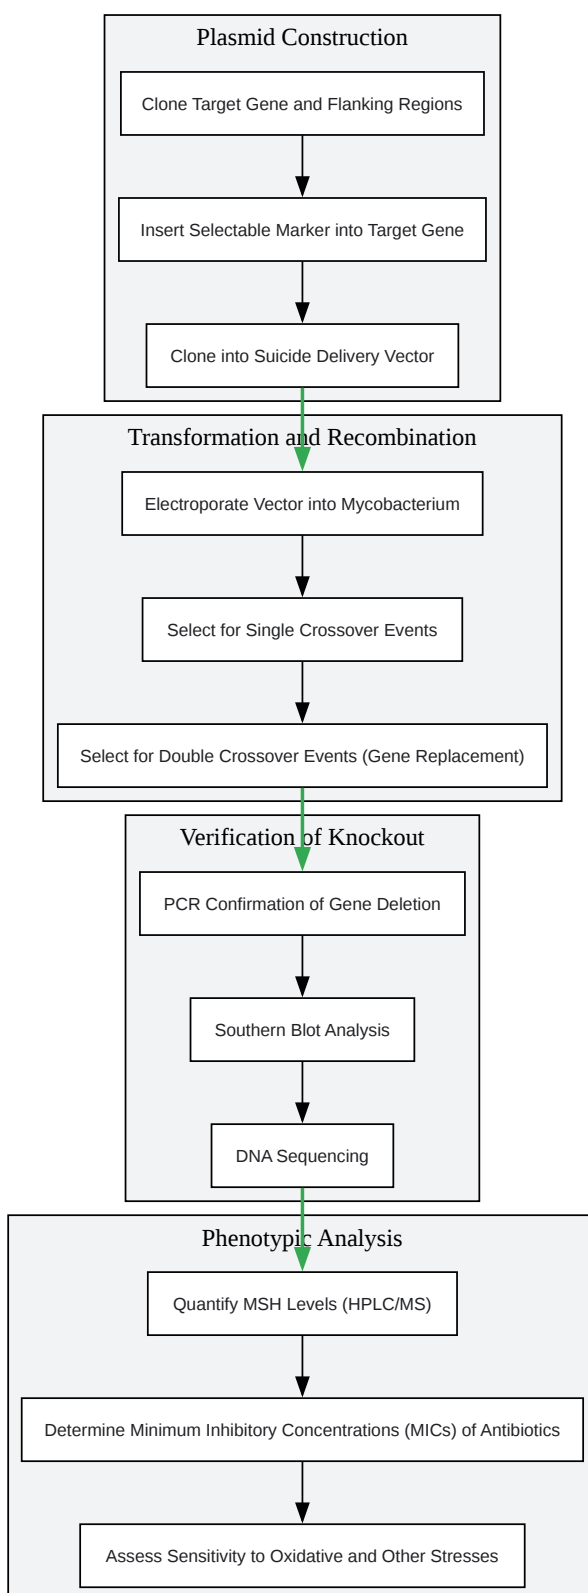 Plasmid Construction
Clone Target Gene and Flanking Regions
Insert Selectable Marker into Target Gene
Clone into Suicide Delivery Vector
Transformation and Recombination
Electroporate Vector into Mycobacterium
Select for Single Crossover Events
Select for Double Crossover Events (Gene Replacement)
Verification of Knockout
PCR Confirmation of Gene Deletion
Southern Blot Analysis
DNA Sequencing
Phenotypic Analysis
Quantify MSH Levels (HPLC/MS)
Determine Minimum Inhibitory Concentrations (MICs) of Antibiotics
Assess Sensitivity to Oxidative and Other Stresses